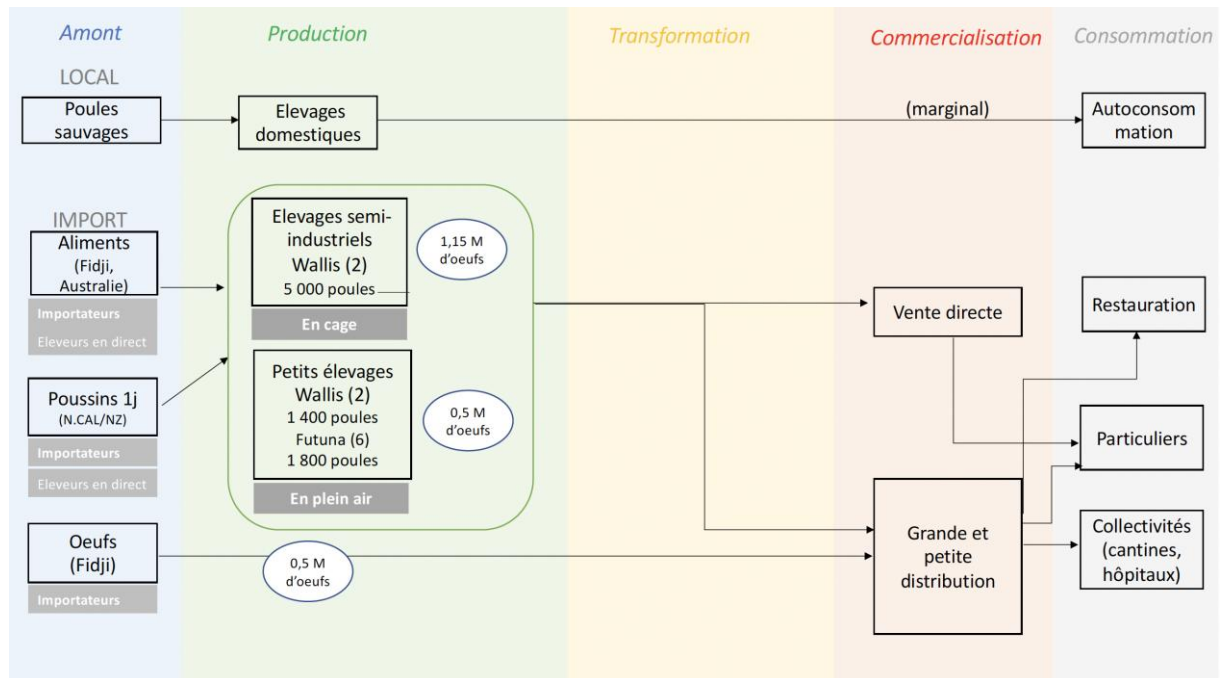 Amont
Production
Transformation
Commercialisation
Consommation
LOCAL
Poules
sauvages
Elevages
domestiques
(marginal)
Autoconsom
mation
IMPORT
Aliments
(Fidji,
Australie)
Importateurs
Eleveurs en direct
Poussins 1j
(N.CAL/NZ)
Importateurs
Eleveurs en direct
Oeufs
(Fidji)
Importateurs
Elevages semi-
industriels
Wallis (2)
5 000 poules
En cage
1,15 M
d'oeufs
Petits élevages
Wallis (2)
1 400 poules
Futuna (6)
1 800 poules
En plein air
0,5 M
d'oeufs
0,5 M
d'oeufs
Vente directe
Grande et
petite
distribution
Restauration
Particuliers
Collectivités
(cantines,
hôpitaux)